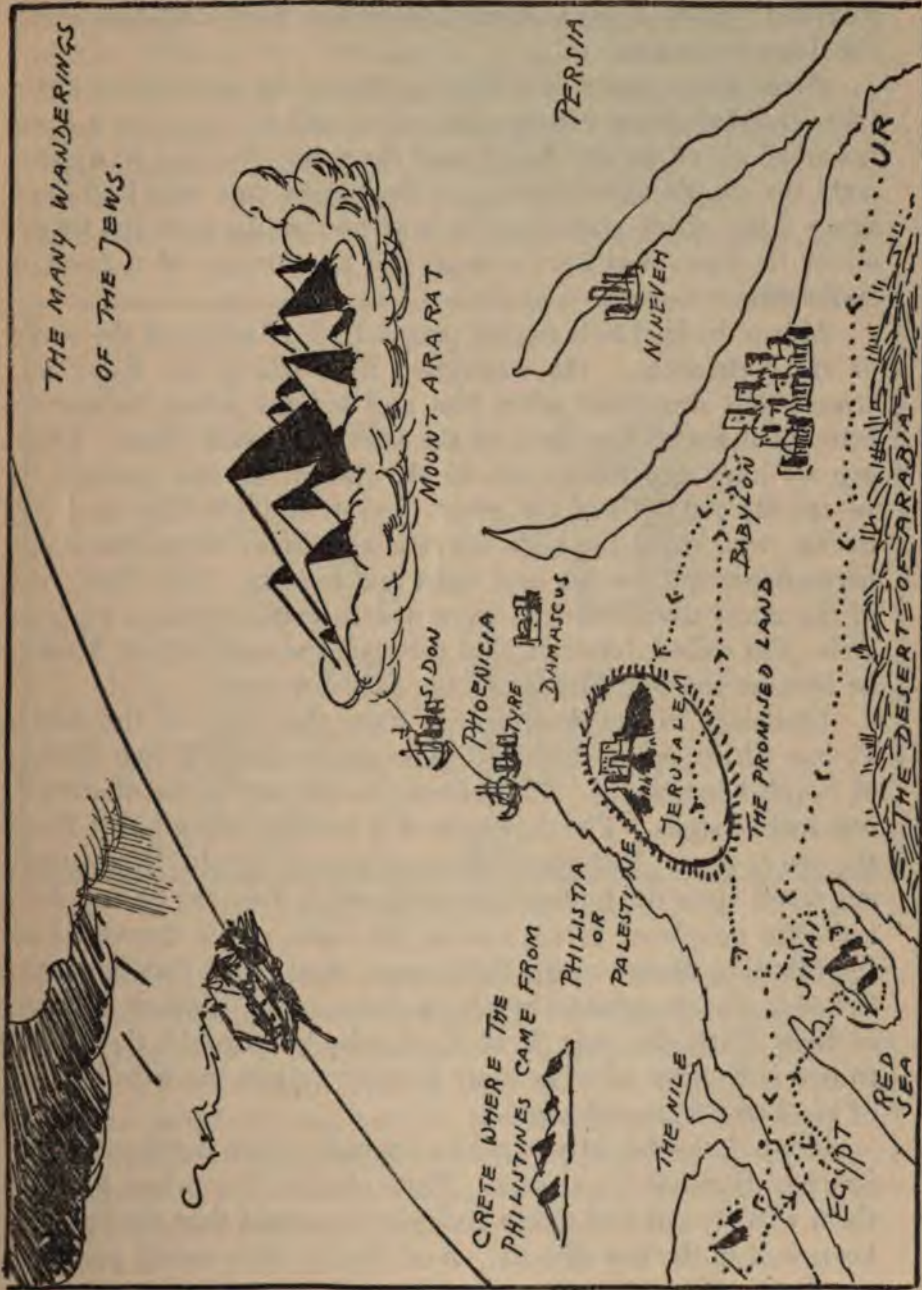 THE MANY WANDERINGS
OF THE JEWS.
MOUNT ARARAT
PERSIA
NINEVEH
SIDON
PHOENICIA
TYRE
DAMASCUS
BABYLON
UR
JERUSALEM
THE PROMISED LAND
THE DESERT OF ARABIA
CRETE WHERE THE
PHILISTINES CAME FROM
PHILISTIA
OR
PALESTINE
THE NILE
SINAI
EGYPT
RED
SEA